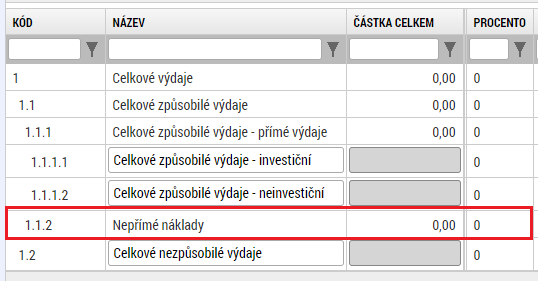 KÓD NÁZEV ČÁSTKA CELKEM PROCENTO
1 Celkové výdaje 0,00 0
1.1 Celkové způsobilé výdaje 0,00 0
1.1.1 Celkové způsobilé výdaje - přímé výdaje 0,00 0
1.1.1.1 Celkové způsobilé výdaje - investiční 0
1.1.1.2 Celkové způsobilé výdaje - neinvestiční 0
1.1.2 Nepřímé náklady 0,00 0
1.2 Celkové nezpůsobilé výdaje 0